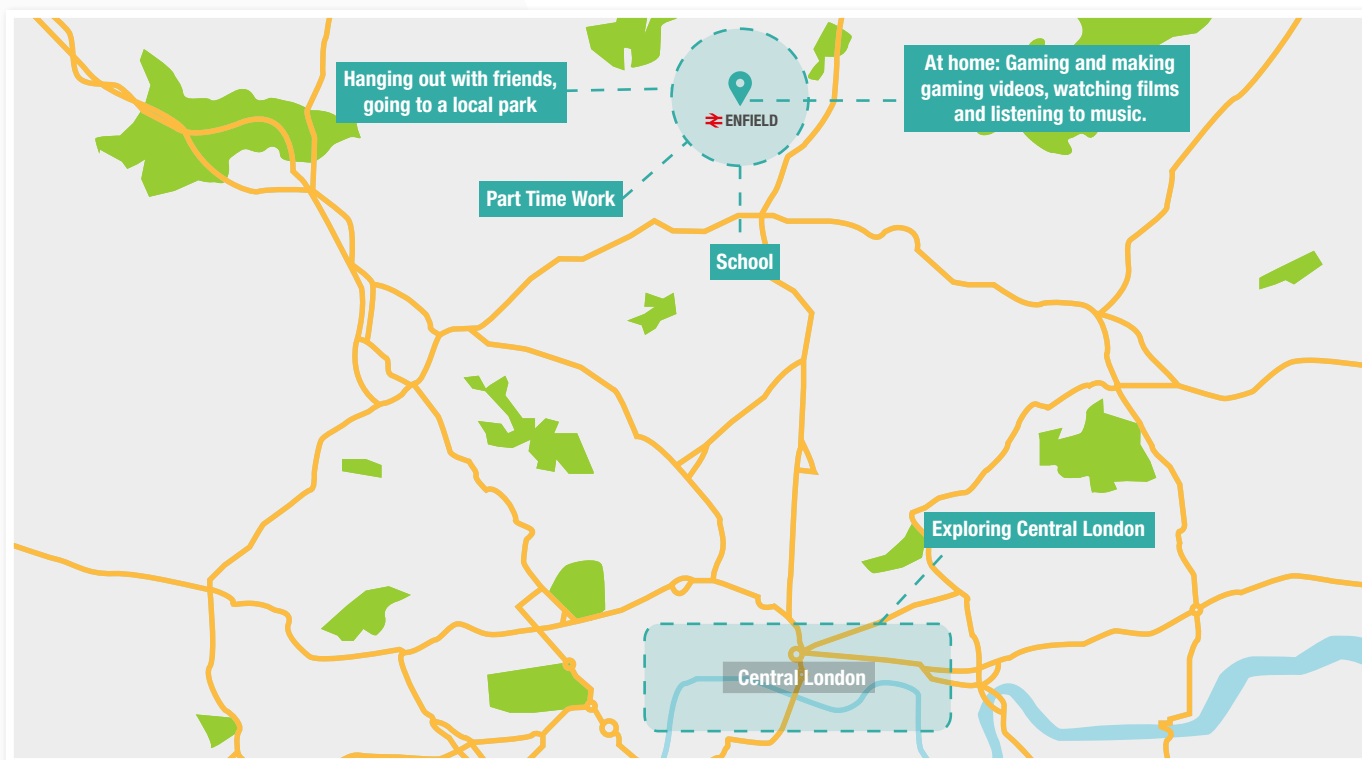 Hanging out with friends,
going to a local park
At home: Gaming and making
gaming videos, watching films
and listening to music.
ENFIELD
Part Time Work
School
Exploring Central London
Central London